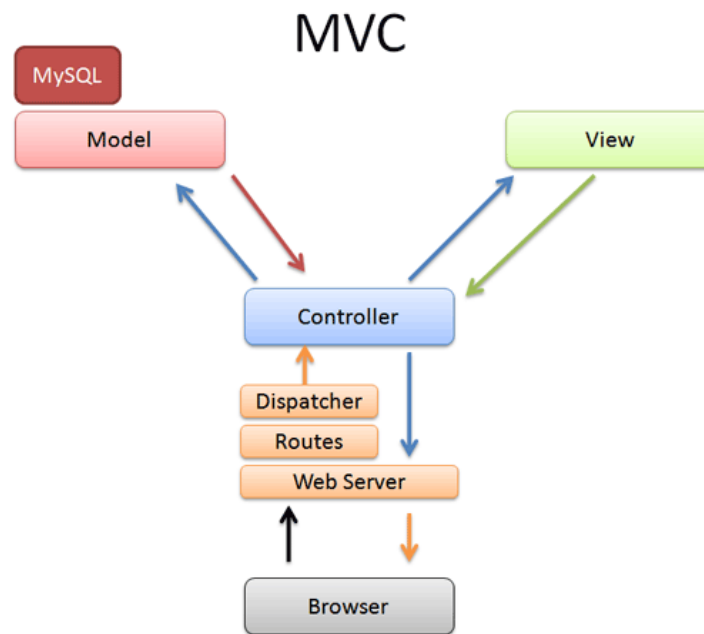 MVC
MySQL
Model
View
Controller
Dispatcher
Routes
Web Server
Browser